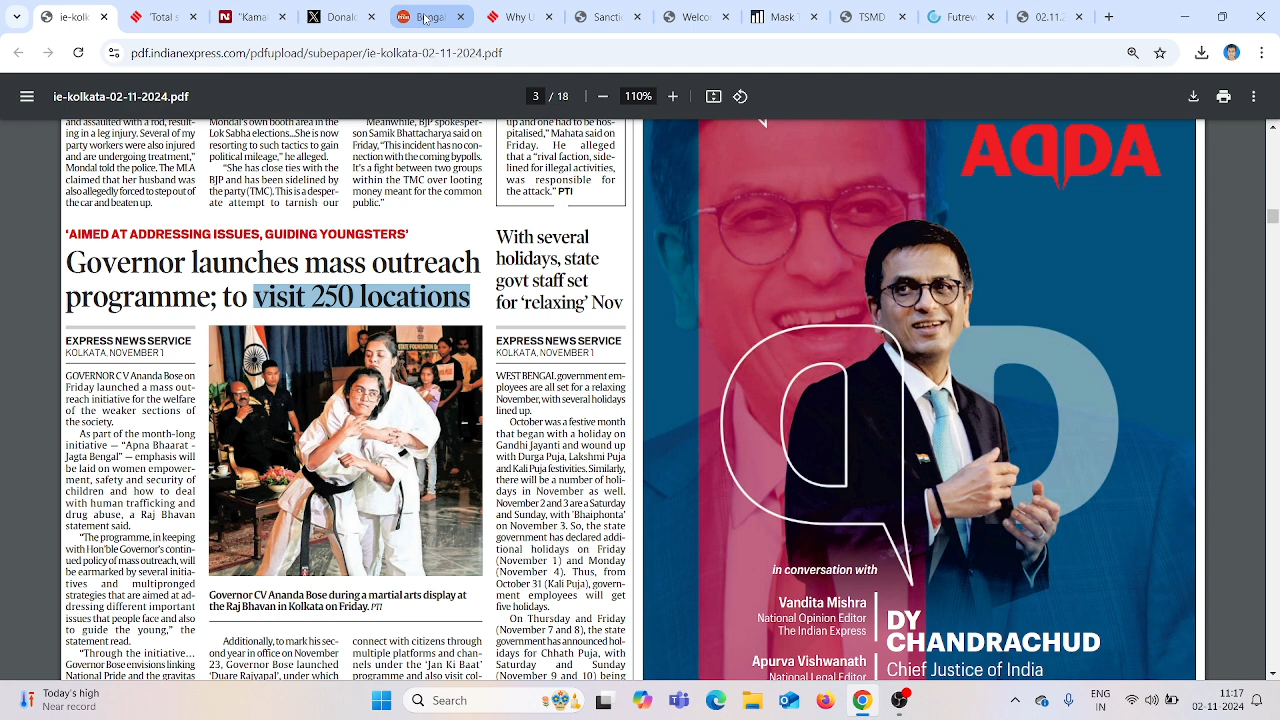 Total
"Kama
Donal
Bengal
Why U
Sancti
Welco
TSMD
Futrev
02.11.
pdf.indianexpress.com/pdfupload/subepaper/ie-kolkata-02-11-2024.pdf
ie-kolkata-02-11-2024.pdf
3 / 18
110%
and assaulted with a rod, result-
ing in a leg injury. Several of my
party workers were also injured
and are undergoing treatment,"
Mondal told the police. The MLA
claimed that her husband was
also allegedly forced to step out of
the car and beaten up.
Mondal's own booth area in the
Lok Sabha elections...She is now
resorting to such tactics to gain
political mileage," he alleged.
"She has close ties with the
BJP and has been sidelined by
the party (TMC). This is a desper-
ate attempt to tarnish our
Meanwhile, BJP spokesper-
son Samik Bhattacharya said on
Friday, "This incident has no con-
nection with the coming bypolls.
It's a fight between two groups
within the TMC over looting
money meant for the common
public."
up and one had to be hos-
pitalised," Mahata said on
Friday. He alleged
that a "rival faction, side-
lined for illegal activities,
was responsible for
the attack." PTI
'AIMED AT ADDRESSING ISSUES, GUIDING YOUNGSTERS'
Governor launches mass outreach
programme; to visit 250 locations
EXPRESS NEWS SERVICE
KOLKATA, NOVEMBER 1
GOVERNOR C V Ananda Bose on
Friday launched a mass out-
reach initiative for the welfare
of the weaker sections of
the society.
As part of the month-long
initiative — "Apna Bhaarat -
Jagta Bengal" — emphasis will
be laid on women empower-
ment, safety and security of
children and how to deal
with human trafficking and
drug abuse, a Raj Bhavan
statement said.
"The programme, in keeping
with Hon'ble Governor's contin-
ued policy of mass outreach, will
be earmarked by several initia-
tives and multipronged
strategies that are aimed at ad-
dressing different important
issues that people face and also
to guide the young," the
statement read.
"Through the initiative...
Governor Bose envisions linking
National Pride and the gravitas
Governor CV Ananda Bose during a martial arts display at
the Raj Bhavan in Kolkata on Friday. PTI
Additionally, to mark his sec-
ond year in office on November
23, Governor Bose launched
'Duare Rajyapal', under which
connect with citizens through
multiple platforms and chan-
nels under the 'Jan Ki Baat'
programme and also visit col-
With several
holidays, state
govt staff set
for 'relaxing' Nov
EXPRESS NEWS SERVICE
KOLKATA, NOVEMBER 1
WEST BENGAL government em-
ployees are all set for a relaxing
November, with several holidays
lined up.
October was a festive month
that began with a holiday on
Gandhi Jayanti and wound up
with Durga Puja, Lakshmi Puja
and Kali Puja festivities. Similarly,
there will be a number of holi-
days in November as well.
November 2 and 3 are a Saturday
and Sunday, with 'Bhaiphonta'
on November 3. So, the state
government has declared addi-
tional holidays on Friday
(November 1) and Monday
(November 4). Thus, from
October 31 (Kali Puja), govern-
ment employees will get
five holidays.
On Thursday and Friday
(November 7 and 8), the state
government has announced hol-
idays for Chhath Puja, with
Saturday and Sunday
(November 9 and 10) being
ADDA
in conversation with
Vandita Mishra
National Opinion Editor
The Indian Express
Apurva Vishwanath
National Legal Editor
DY
CHANDRACHUD
Chief Justice of India
Today's high
Near record
Search
ENG
IN
11:17
02-11-2024